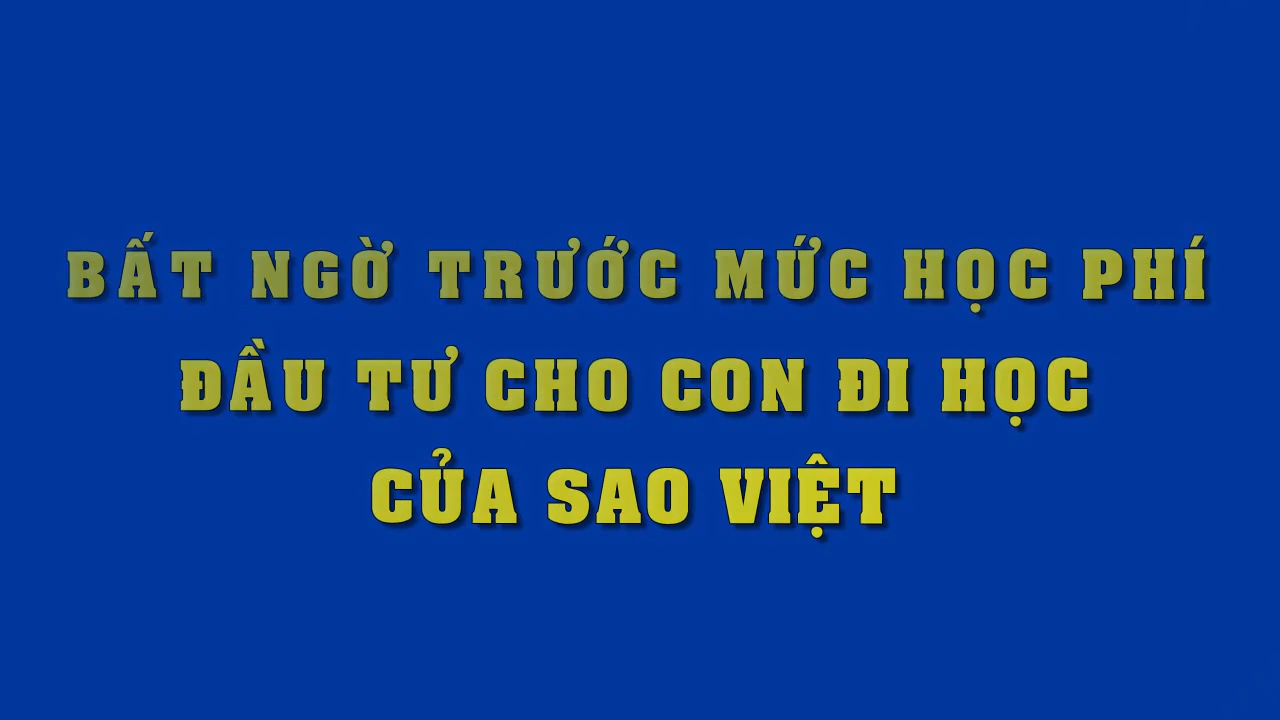 BẤT NGỜ TRƯỚC MỨC HỌC PHÍ
ĐẦU TƯ CHO CON ĐI HỌC
CỦA SAO VIỆT